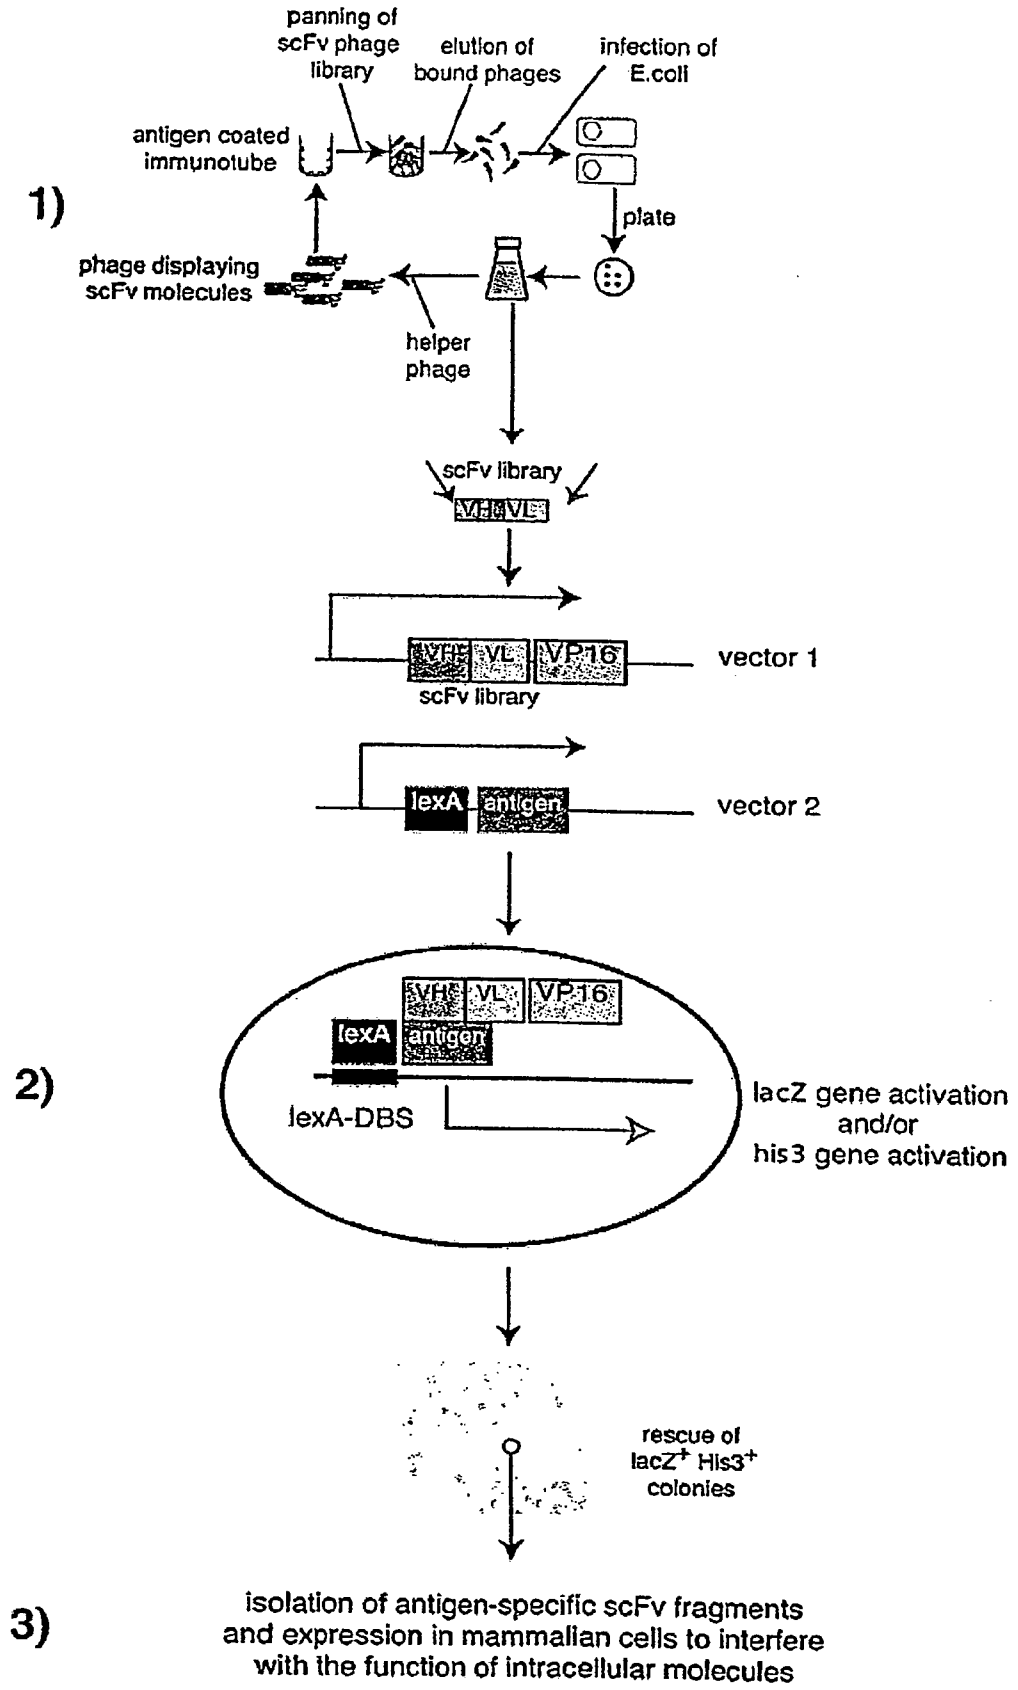 panning of
scFv phage
library
elution of
bound phages
infection of
E.coli
antigen coated
immunotube
1)
plate
phage displaying
scFv molecules
helper
phage
scFv library
VH VL
VH VL VP16
vector 1
scFv library
lexA antigen
vector 2
VH VL VP16
lexA antigen
2)
lexA-DBS
lacZ gene activation
and/or
his3 gene activation
rescue of
lacZ+ His3+
colonies
3)
isolation of antigen-specific scFv fragments
and expression in mammalian cells to interfere
with the function of intracellular molecules